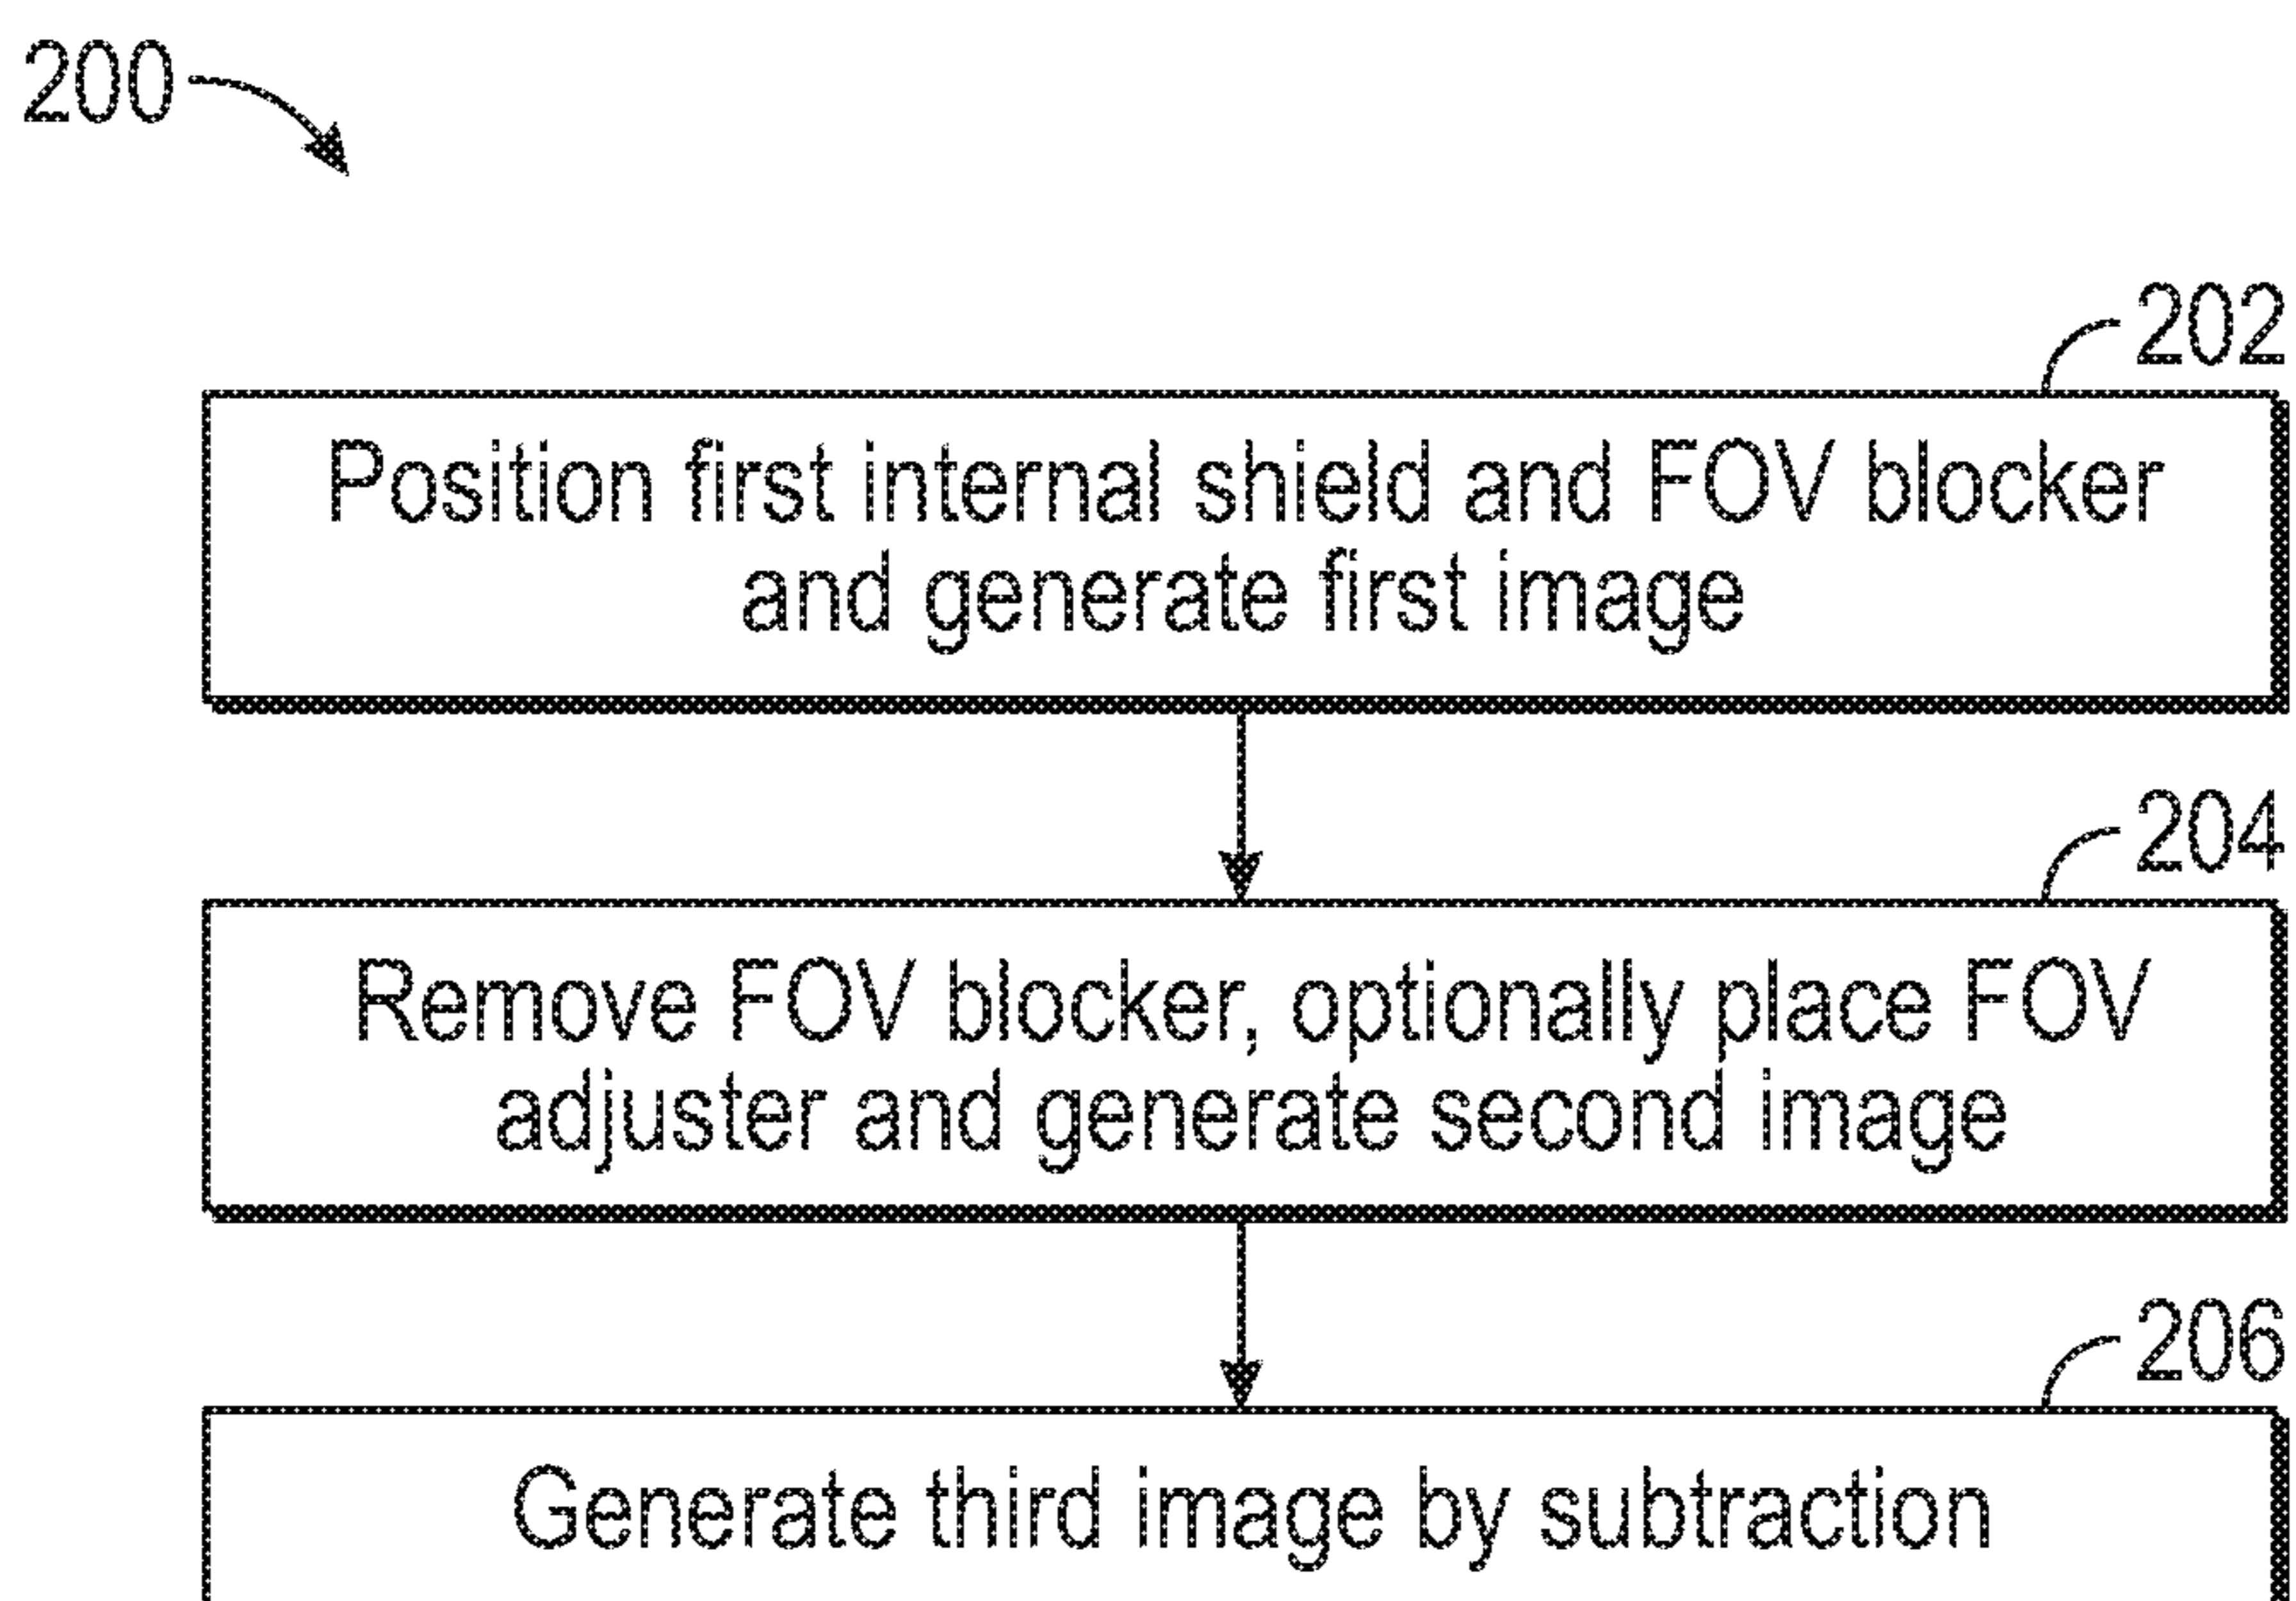 200
202
Position first internal shield and FOV blocker
and generate first image
204
Remove FOV blocker, optionally place FOV
adjuster and generate second image
206
Generate third image by subtraction